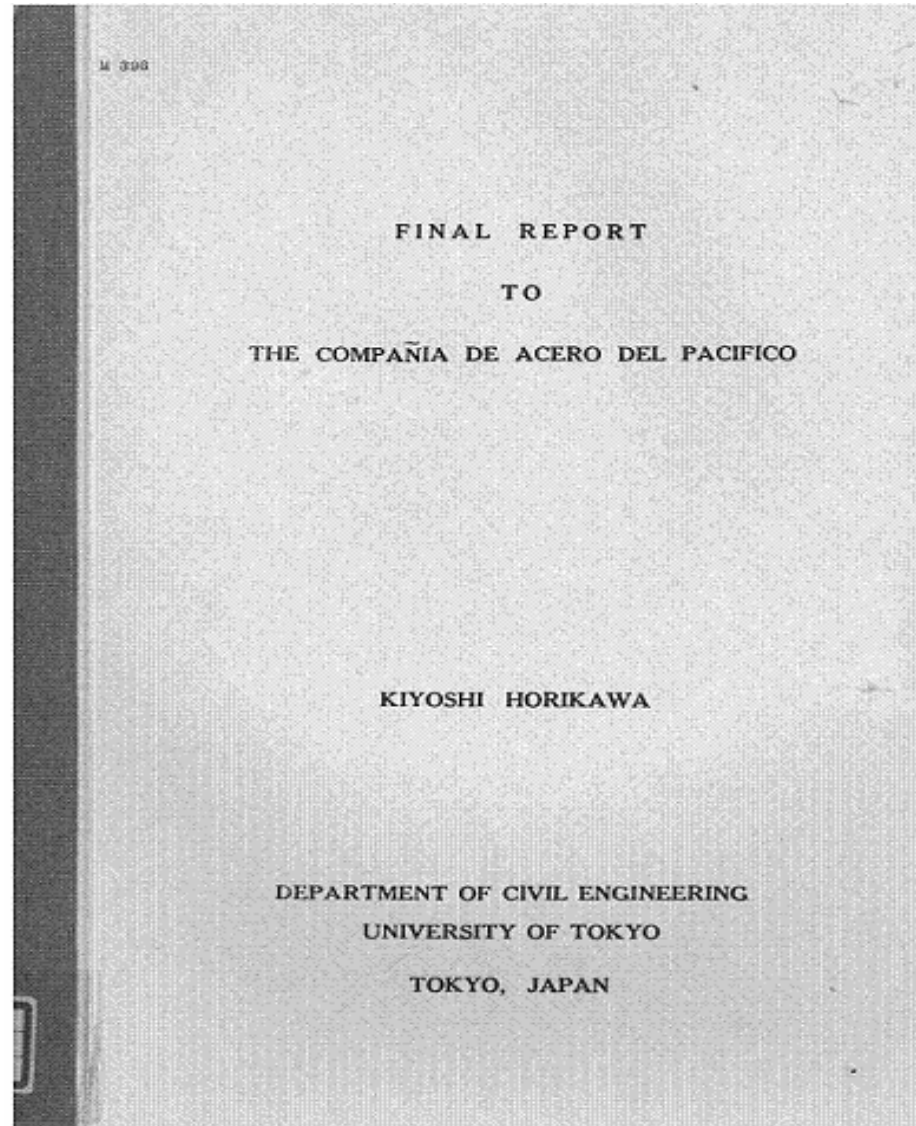 M 398
FINAL REPORT
TO
THE COMPAÑIA DE ACERO DEL PACIFICO
KIYOSHI HORIKAWA
DEPARTMENT OF CIVIL ENGINEERING
UNIVERSITY OF TOKYO
TOKYO, JAPAN